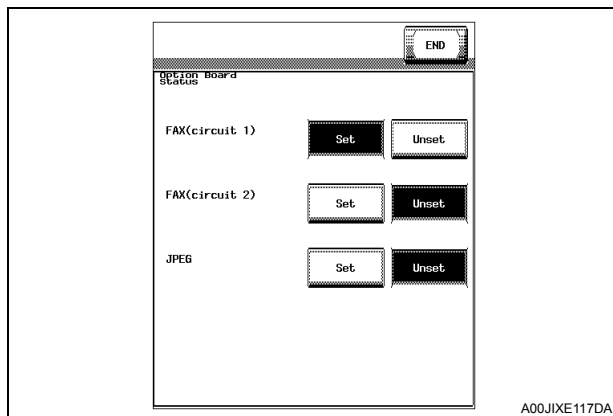 END
Option Board
Status
FAX(circuit 1) Set Unset
FAX(circuit 2) Set Unset
JPEG Set Unset
A00JIXE117DA